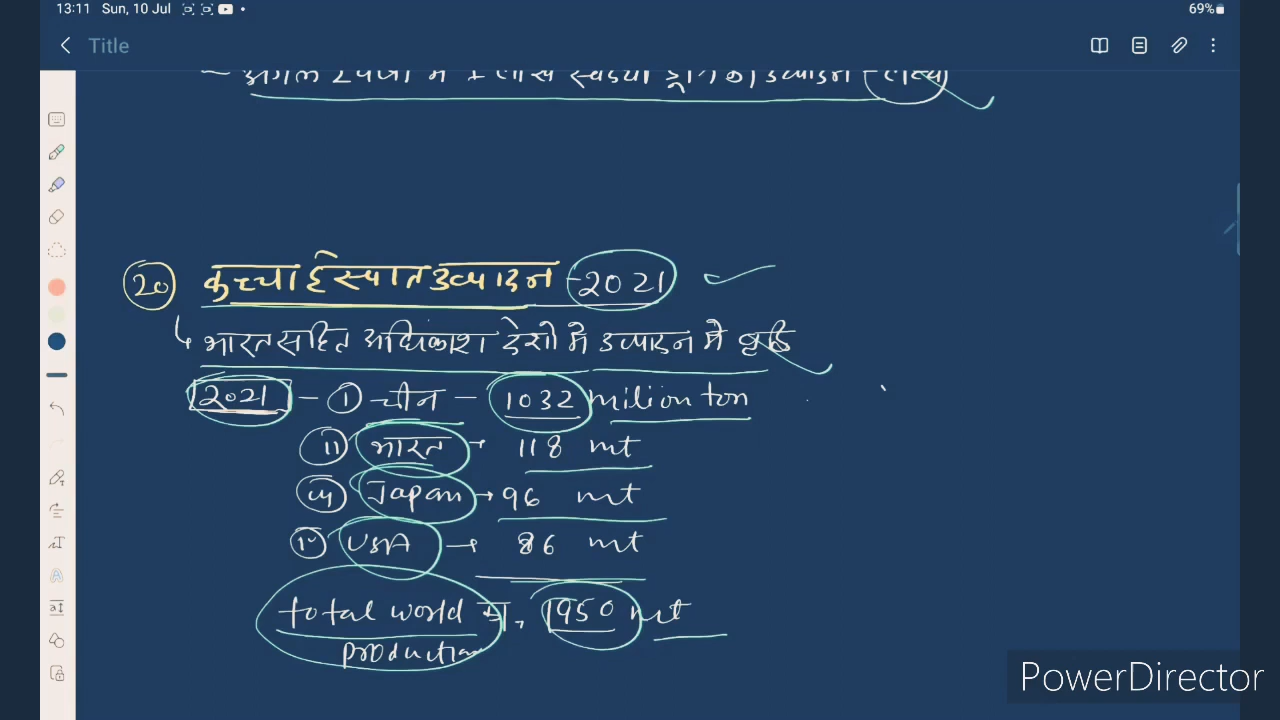 13:11 Sun, 10 Jul 69%
Title
20 कच्चा इस्पात उत्पादन - 2021
भारत सहित अधिकांश देशो मे उत्पादन मे वृद्धि
2021 - (i) चीन - 1032 milion ton
(ii) भारत → 118 mt
(iii) Japan → 96 mt
(iv) USA → 86 mt
total world 1950 mt
production
PowerDirector